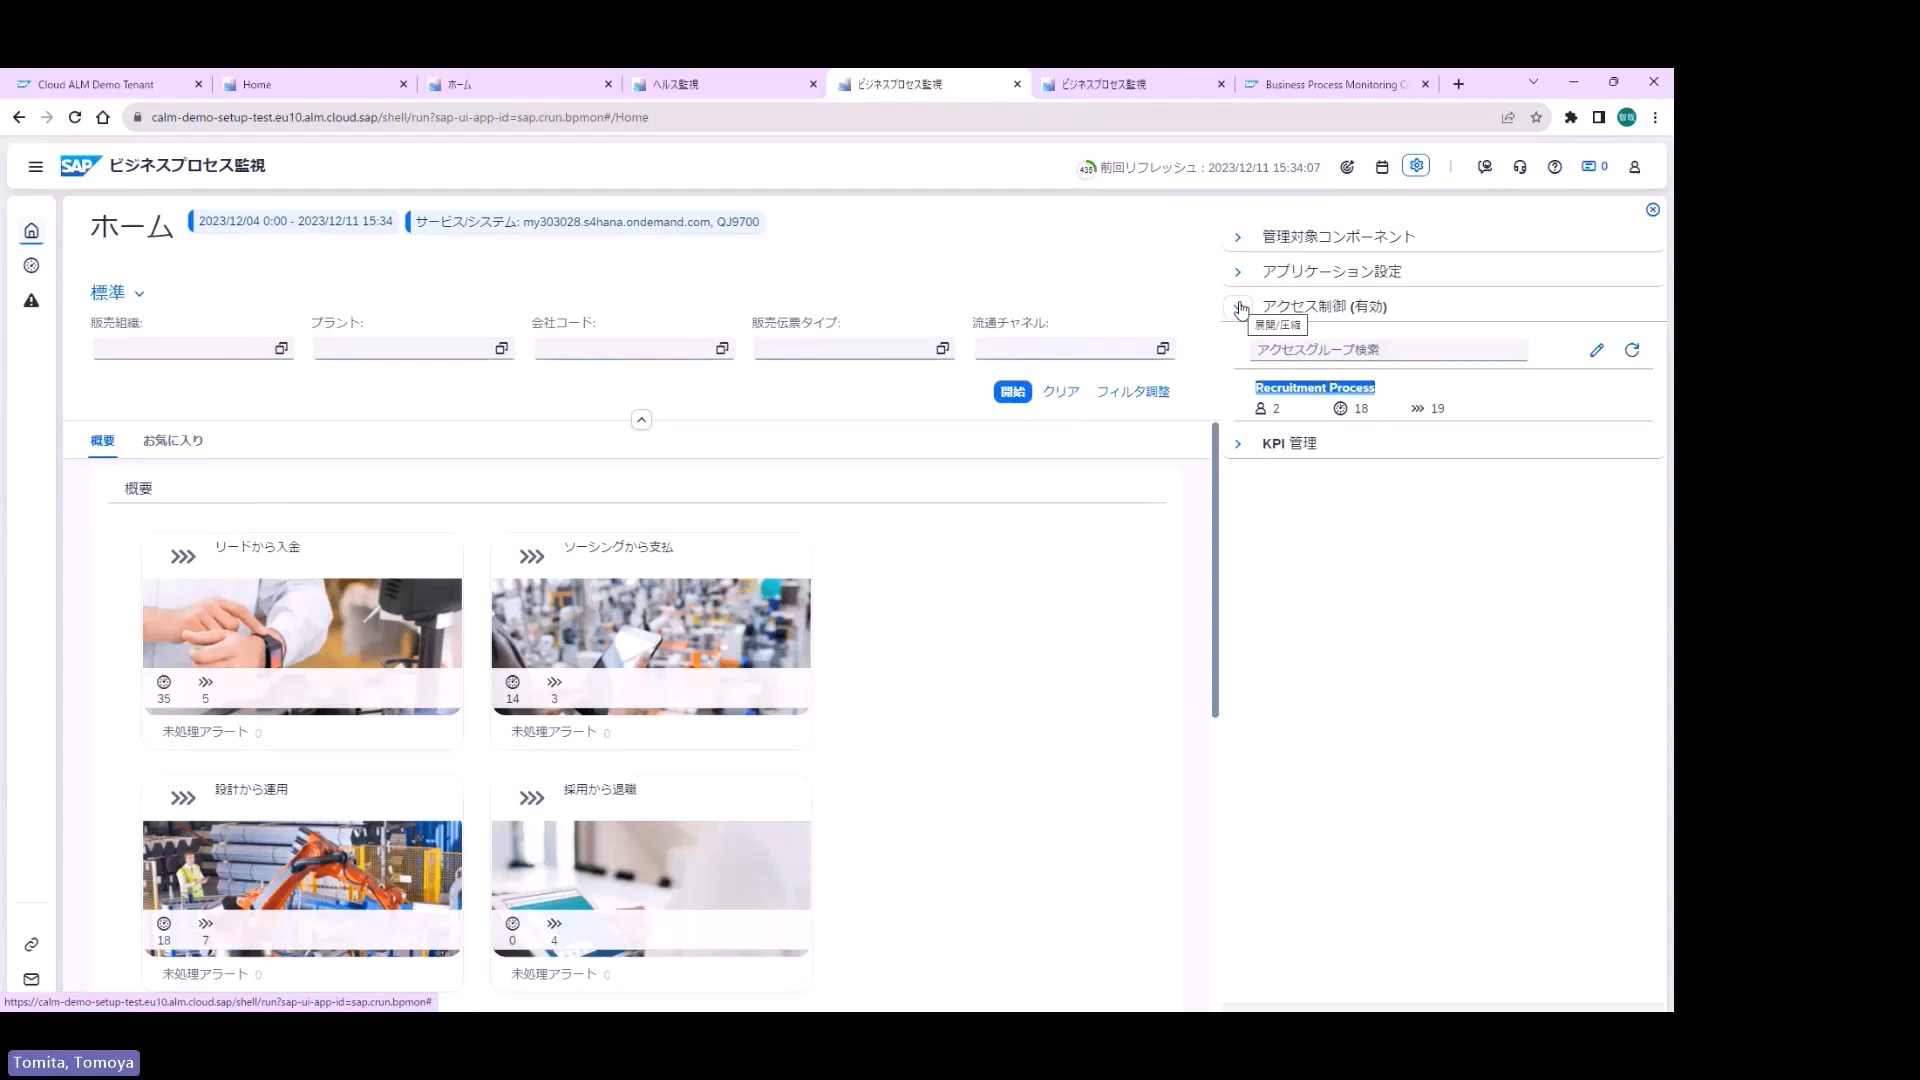 Cloud ALM Demo Tenant
Home
ホーム
ヘルス監視
ビジネスプロセス監視
ビジネスプロセス監視
Business Process Monitoring C
calm-demo-setup-test.eu10.alm.cloud.sap/shell/run?sap-ui-app-id=sap.crun.bpmon#/Home
SAP ビジネスプロセス監視
前回リフレッシュ : 2023/12/11 15:34:07
0
ホーム
2023/12/04 0:00 - 2023/12/11 15:34
サービス/システム: my303028.s4hana.ondemand.com, QJ9700
標準
販売組織:
プラント:
会社コード:
販売伝票タイプ:
流通チャネル:
開始 クリア フィルタ調整
概要 お気に入り
概要
リードから入金
35 5
未処理アラート 0
ソーシングから支払
14 3
未処理アラート 0
設計から運用
18 7
未処理アラート 0
採用から退職
0 4
未処理アラート 0
管理対象コンポーネント
アプリケーション設定
アクセス制御 (有効)
展開/圧縮
アクセスグループ検索
Recruitment Process
2 18 19
KPI 管理
https://calm-demo-setup-test.eu10.alm.cloud.sap/shell/run?sap-ui-app-id=sap.crun.bpmon#
Tomita, Tomoya